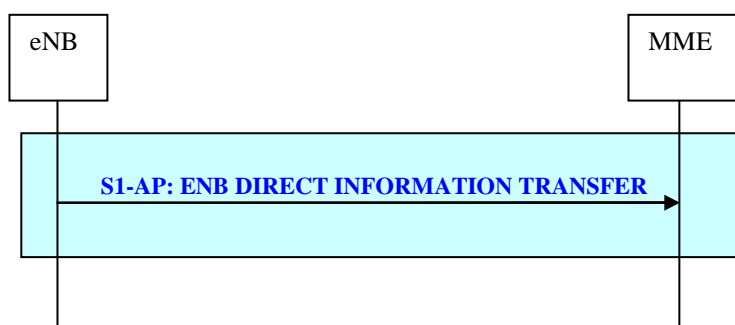 eNB
MME
S1-AP: ENB DIRECT INFORMATION TRANSFER